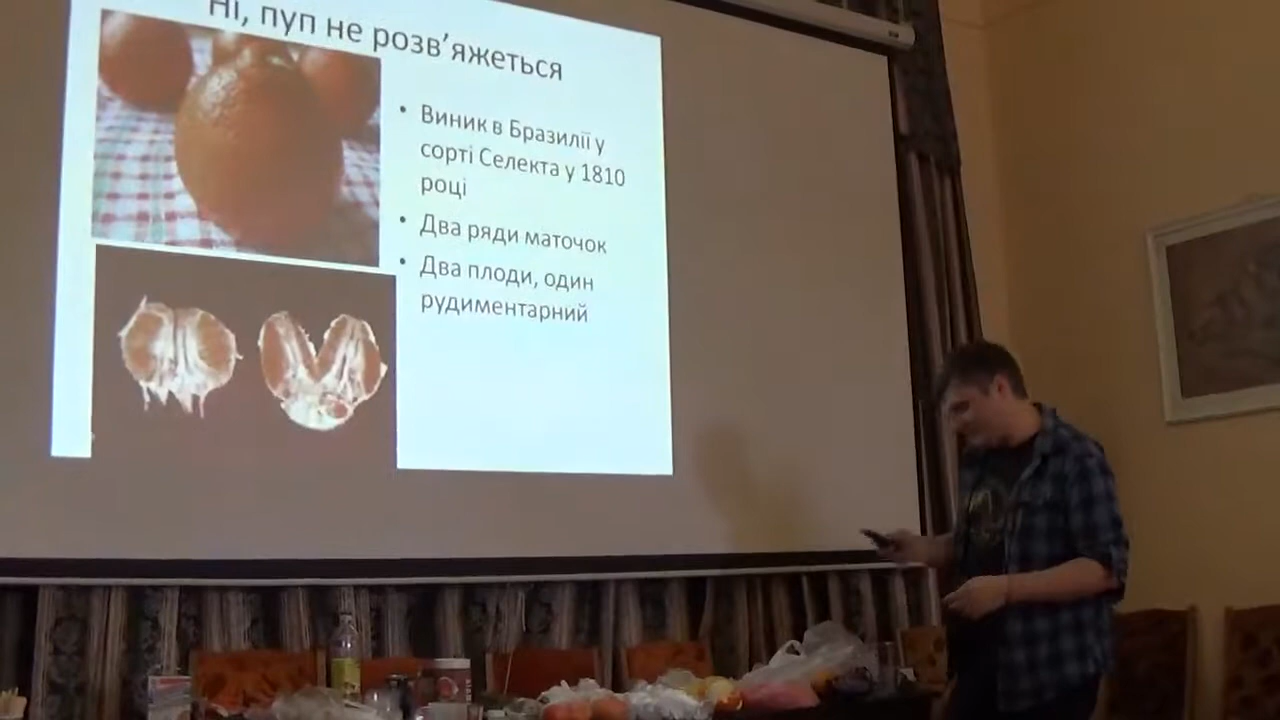 Ні, пуп не розв’яжеться
• Виник в Бразилії у
сорті Селекта у 1810
році
• Два ряди маточок
• Два плоди, один
рудиментарний